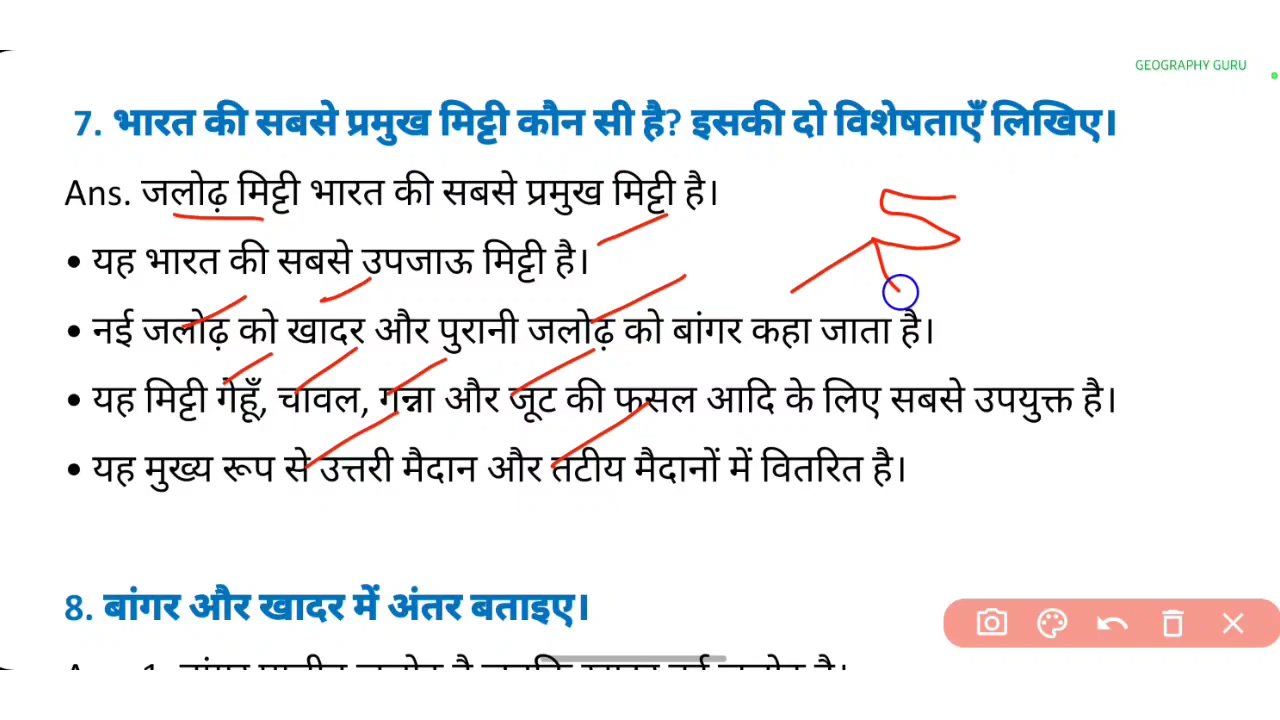 GEOGRAPHY GURU
7. भारत की सबसे प्रमुख मिट्टी कौन सी है? इसकी दो विशेषताएँ लिखिए।
Ans. जलोढ़ मिट्टी भारत की सबसे प्रमुख मिट्टी है।
• यह भारत की सबसे उपजाऊ मिट्टी है।
• नई जलोढ़ को खादर और पुरानी जलोढ़ को बांगर कहा जाता है।
• यह मिट्टी गेहूँ, चावल, गन्ना और जूट की फसल आदि के लिए सबसे उपयुक्त है।
• यह मुख्य रूप से उत्तरी मैदान और तटीय मैदानों में वितरित है।
8. बांगर और खादर में अंतर बताइए।